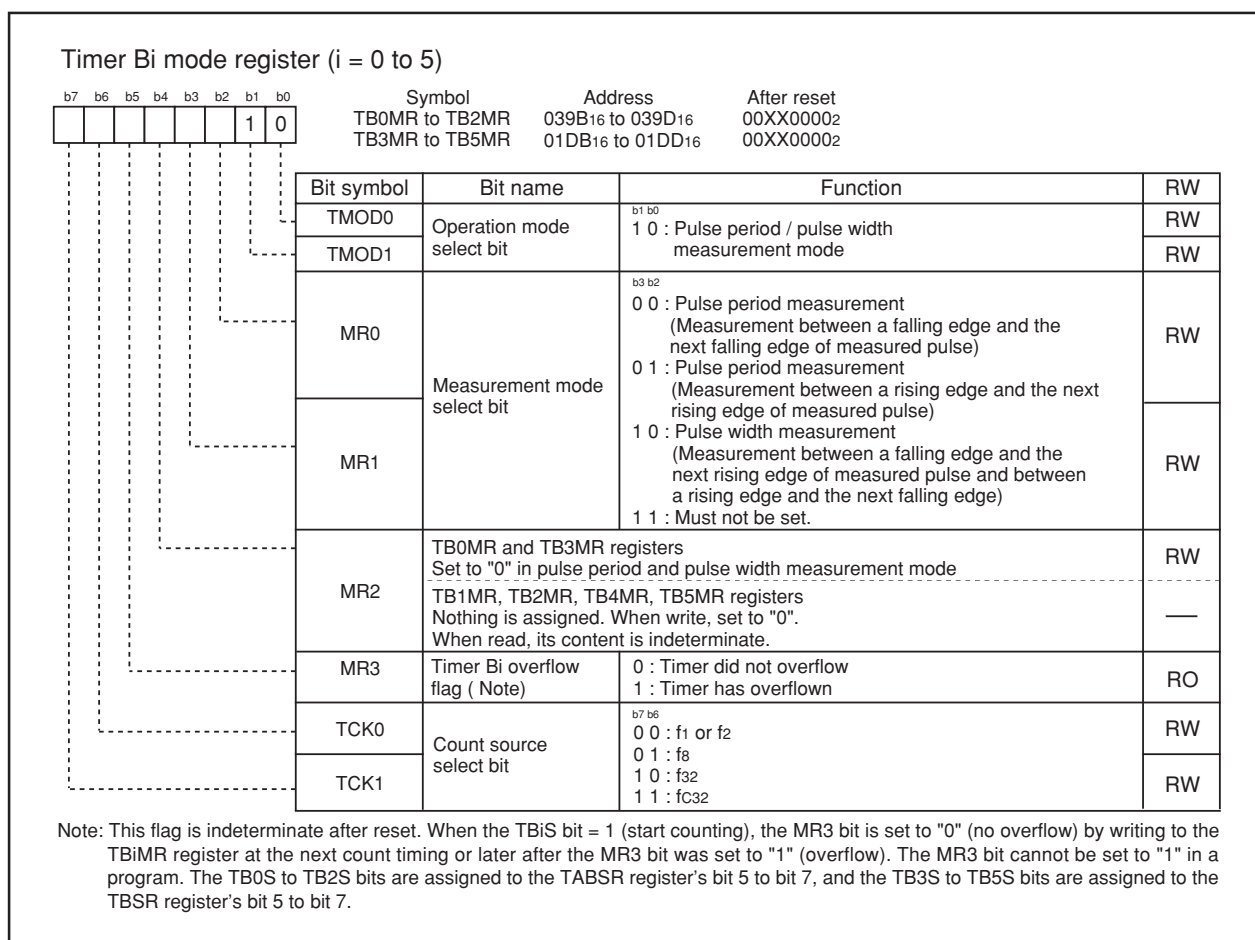 Timer Bi mode register (i = 0 to 5)
b7 b6 b5 b4 b3 b2 b1 b0
1 0
Symbol Address After reset
TB0MR to TB2MR 039B16 to 039D16 00XX00002
TB3MR to TB5MR 01DB16 to 01DD16 00XX00002
Bit symbol Bit name Function RW
TMOD0 Operation mode select bit RW
TMOD1 RW
b1 b0
1 0 : Pulse period / pulse width
measurement mode
MR0 RW
Measurement mode
select bit
b3 b2
0 0 : Pulse period measurement
(Measurement between a falling edge and the
next falling edge of measured pulse)
0 1 : Pulse period measurement
(Measurement between a rising edge and the next
rising edge of measured pulse)
1 0 : Pulse width measurement
(Measurement between a falling edge and the
next rising edge of measured pulse and between
a rising edge and the next falling edge)
1 1 : Must not be set.
MR1 RW
MR2
TB0MR and TB3MR registers RW
Set to "0" in pulse period and pulse width measurement mode
TB1MR, TB2MR, TB4MR, TB5MR registers
Nothing is assigned. When write, set to "0". —
When read, its content is indeterminate.
MR3 Timer Bi overflow 0 : Timer did not overflow RO
flag ( Note) 1 : Timer has overflown
TCK0 RW
Count source
select bit
b7 b6
0 0 : f1 or f2
0 1 : f8
1 0 : f32
1 1 : fC32
TCK1 RW
Note: This flag is indeterminate after reset. When the TBiS bit = 1 (start counting), the MR3 bit is set to "0" (no overflow) by writing to the
TBiMR register at the next count timing or later after the MR3 bit was set to "1" (overflow). The MR3 bit cannot be set to "1" in a
program. The TB0S to TB2S bits are assigned to the TABSR register's bit 5 to bit 7, and the TB3S to TB5S bits are assigned to the
TBSR register's bit 5 to bit 7.